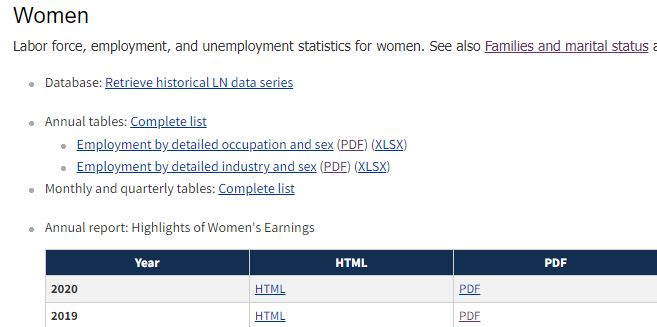 Women
Labor force, employment, and unemployment statistics for women. See also Families and marital status a
Database: Retrieve historical LN data series
Annual tables: Complete list
Employment by detailed occupation and sex (PDF) (XLSX)
Employment by detailed industry and sex (PDF) (XLSX)
Monthly and quarterly tables: Complete list
Annual report: Highlights of Women's Earnings
Year HTML PDF
2020 HTML PDF
2019 HTML PDF